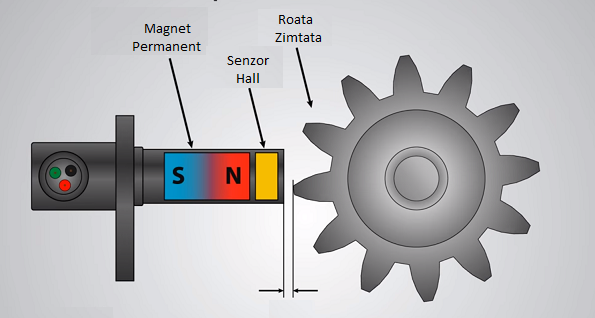 Magnet
Permanent
Senzor
Hall
Roata
Zimtata
S N